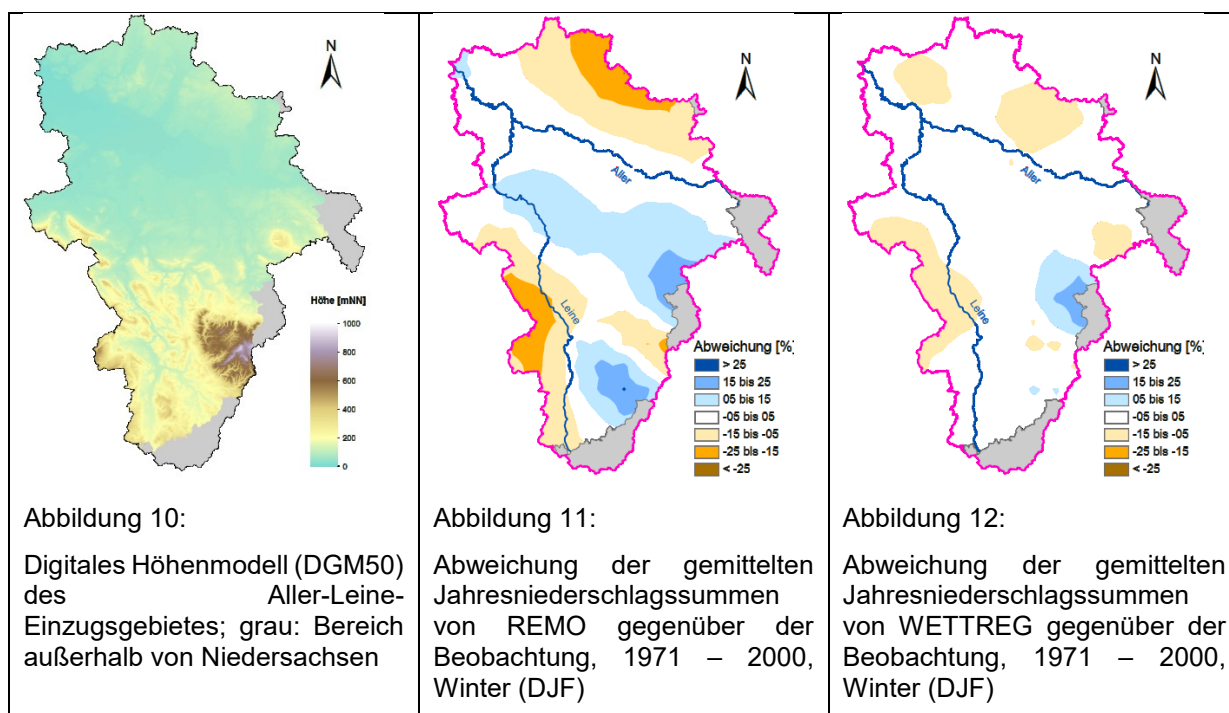 N
Höhe [mNN]
1000
800
600
400
200
0
Abbildung 10:
Digitales Höhenmodell (DGM50)
des Aller-Leine-
Einzugsgebietes; grau: Bereich
außerhalb von Niedersachsen
N
Aller
Leine
Abweichung [%]
> 25
15 bis 25
05 bis 15
-05 bis 05
-15 bis -05
-25 bis -15
< -25
Abbildung 11:
Abweichung der gemittelten
Jahresniederschlagssummen
von REMO gegenüber der
Beobachtung, 1971 – 2000,
Winter (DJF)
N
Aller
Leine
Abweichung [%]
> 25
15 bis 25
05 bis 15
-05 bis 05
-15 bis -05
-25 bis -15
< -25
Abbildung 12:
Abweichung der gemittelten
Jahresniederschlagssummen
von WETTREG gegenüber der
Beobachtung, 1971 – 2000,
Winter (DJF)